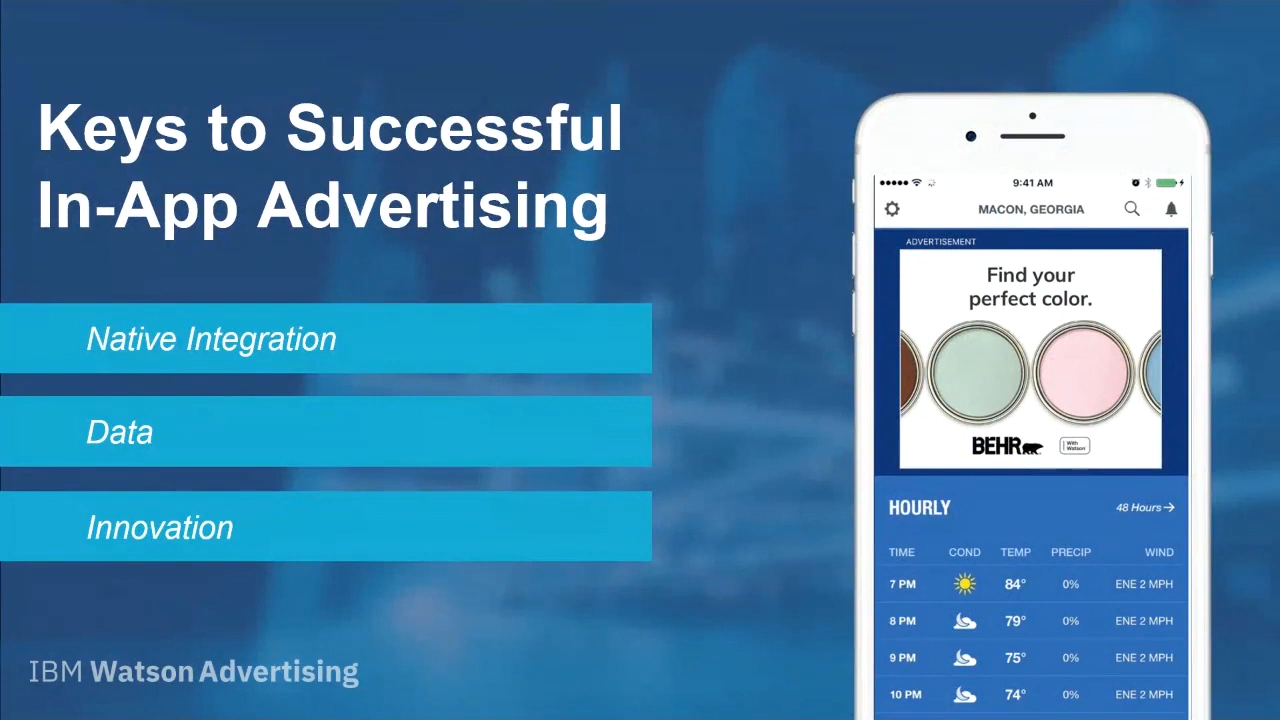 Keys to Successful
In-App Advertising
Native Integration
Data
Innovation
IBM Watson Advertising
9:41 AM
MACON, GEORGIA
ADVERTISEMENT
Find your
perfect color.
BEHR
With
Watson
HOURLY 48 Hours→
TIME COND TEMP PRECIP WIND
7 PM 84° 0% ENE 2 MPH
8 PM 79° 0% ENE 2 MPH
9 PM 75° 0% ENE 2 MPH
10 PM 74° 0% ENE 2 MPH